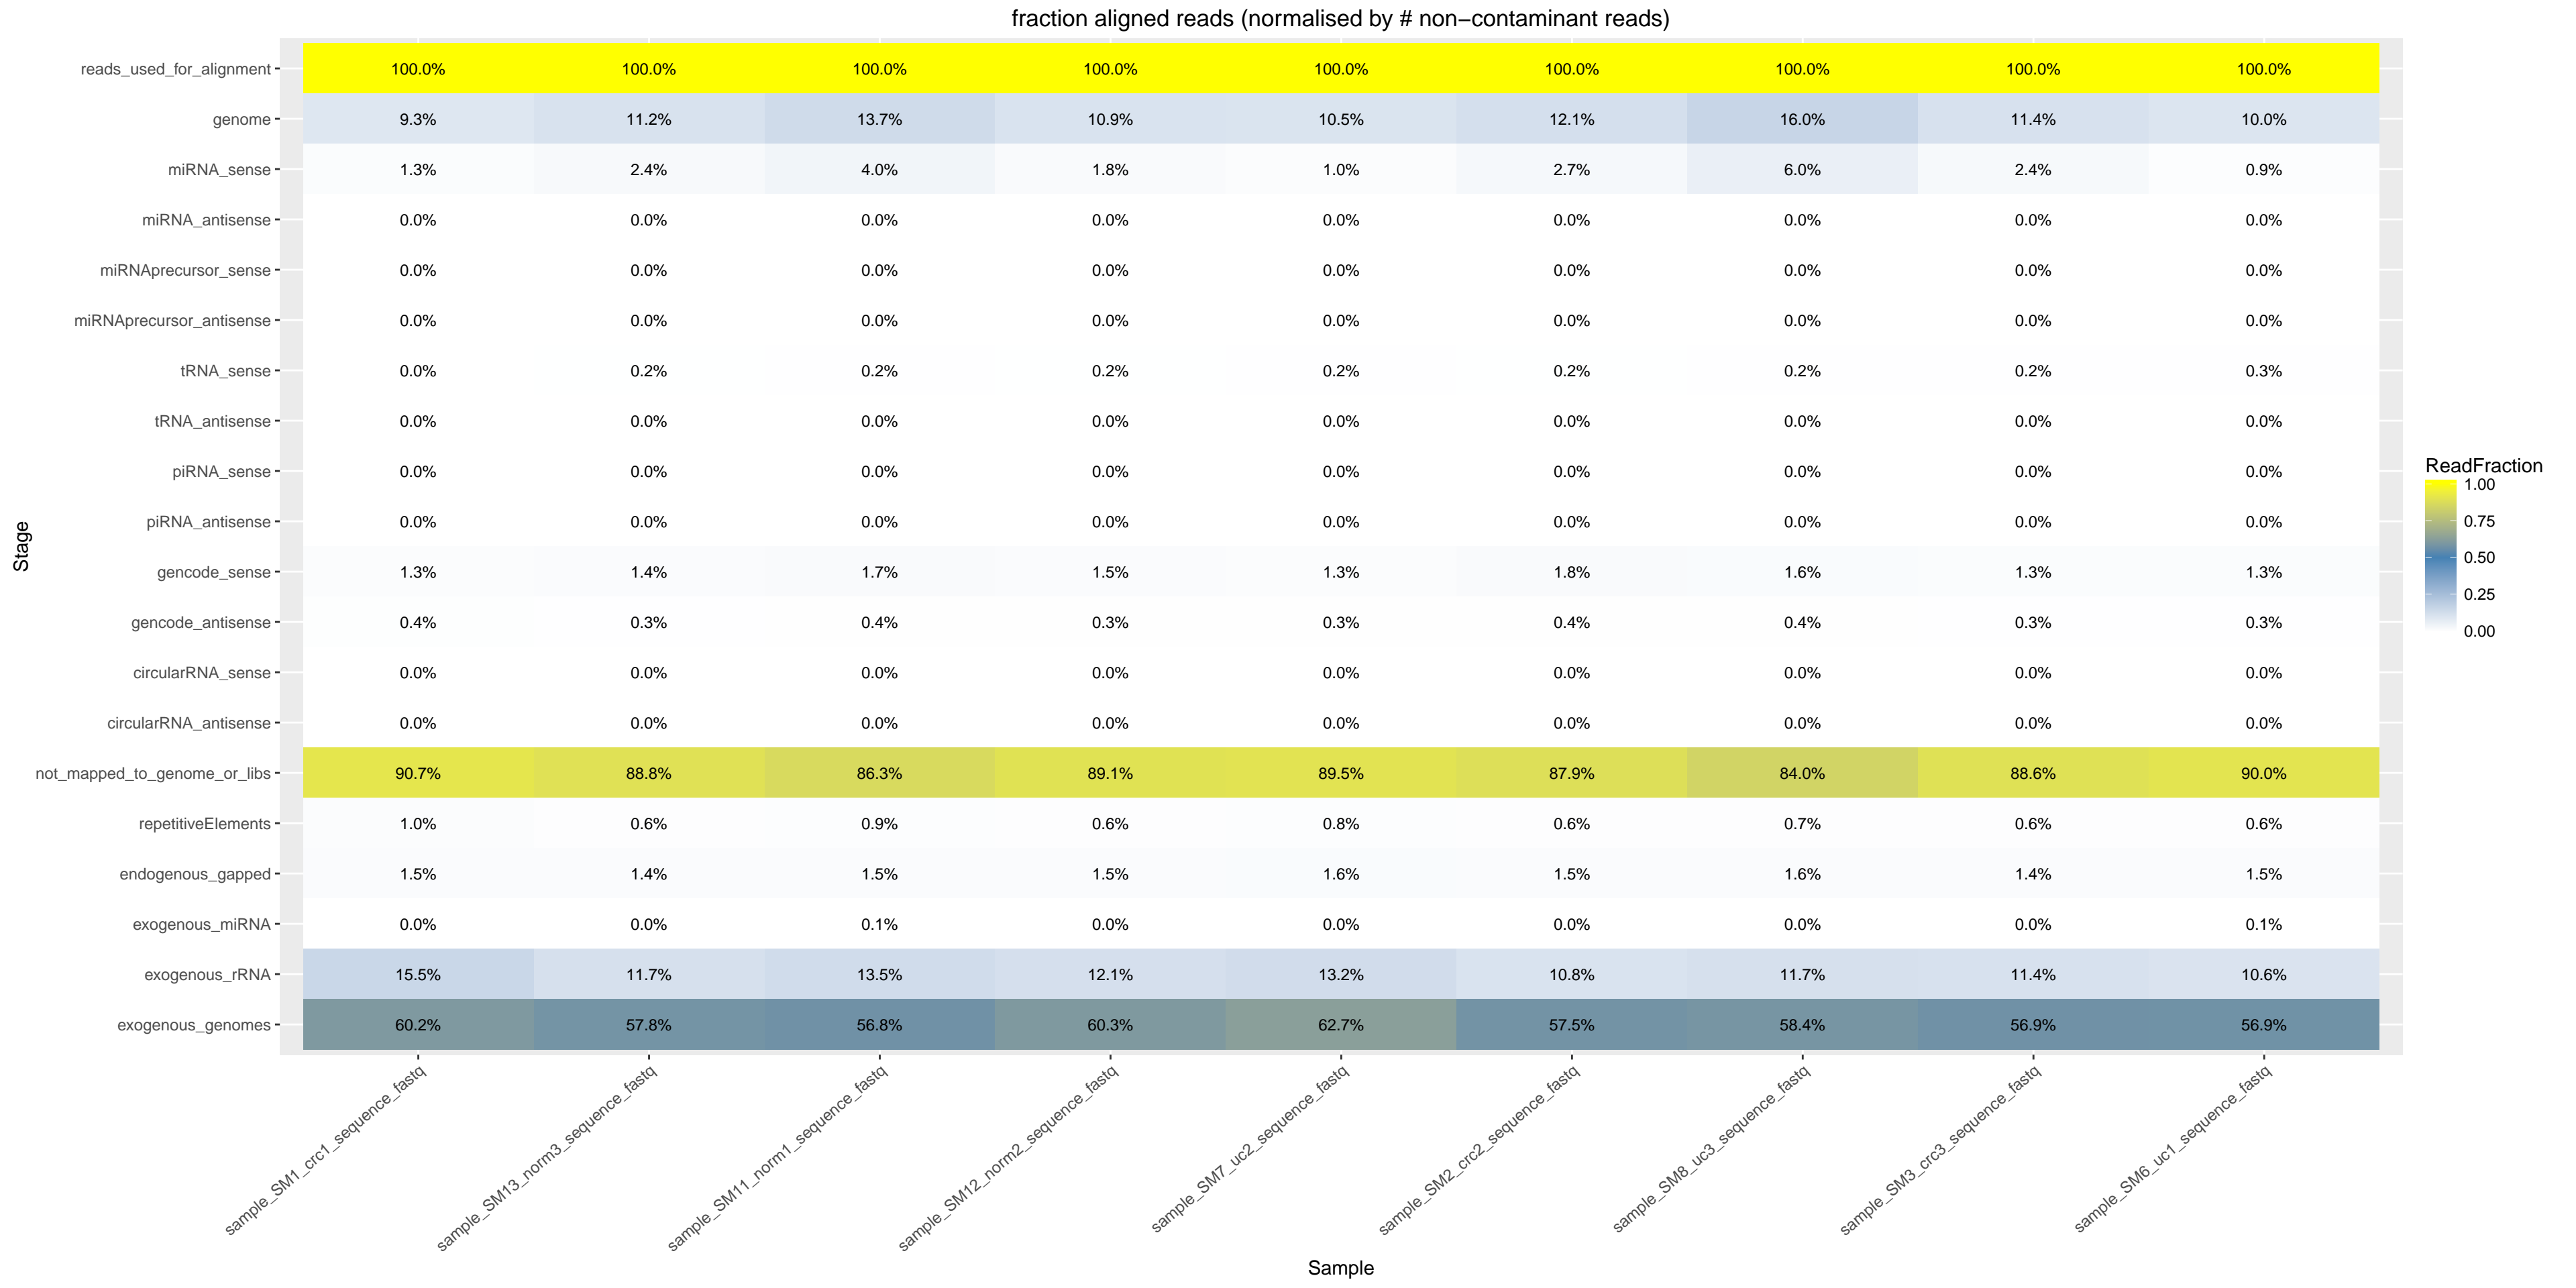 fraction aligned reads (normalised by # non−contaminant reads)
reads_used_for_alignment 100.0% 100.0% 100.0% 100.0% 100.0% 100.0% 100.0% 100.0% 100.0%
genome 9.3% 11.2% 13.7% 10.9% 10.5% 12.1% 16.0% 11.4% 10.0%
miRNA_sense 1.3% 2.4% 4.0% 1.8% 1.0% 2.7% 6.0% 2.4% 0.9%
miRNA_antisense 0.0% 0.0% 0.0% 0.0% 0.0% 0.0% 0.0% 0.0% 0.0%
miRNAprecursor_sense 0.0% 0.0% 0.0% 0.0% 0.0% 0.0% 0.0% 0.0% 0.0%
miRNAprecursor_antisense 0.0% 0.0% 0.0% 0.0% 0.0% 0.0% 0.0% 0.0% 0.0%
tRNA_sense 0.0% 0.2% 0.2% 0.2% 0.2% 0.2% 0.2% 0.2% 0.3%
tRNA_antisense 0.0% 0.0% 0.0% 0.0% 0.0% 0.0% 0.0% 0.0% 0.0%
piRNA_sense 0.0% 0.0% 0.0% 0.0% 0.0% 0.0% 0.0% 0.0% 0.0%
piRNA_antisense 0.0% 0.0% 0.0% 0.0% 0.0% 0.0% 0.0% 0.0% 0.0%
gencode_sense 1.3% 1.4% 1.7% 1.5% 1.3% 1.8% 1.6% 1.3% 1.3%
gencode_antisense 0.4% 0.3% 0.4% 0.3% 0.3% 0.4% 0.4% 0.3% 0.3%
circularRNA_sense 0.0% 0.0% 0.0% 0.0% 0.0% 0.0% 0.0% 0.0% 0.0%
circularRNA_antisense 0.0% 0.0% 0.0% 0.0% 0.0% 0.0% 0.0% 0.0% 0.0%
not_mapped_to_genome_or_libs 90.7% 88.8% 86.3% 89.1% 89.5% 87.9% 84.0% 88.6% 90.0%
repetitiveElements 1.0% 0.6% 0.9% 0.6% 0.8% 0.6% 0.7% 0.6% 0.6%
endogenous_gapped 1.5% 1.4% 1.5% 1.5% 1.6% 1.5% 1.6% 1.4% 1.5%
exogenous_miRNA 0.0% 0.0% 0.1% 0.0% 0.0% 0.0% 0.0% 0.0% 0.1%
exogenous_rRNA 15.5% 11.7% 13.5% 12.1% 13.2% 10.8% 11.7% 11.4% 10.6%
exogenous_genomes 60.2% 57.8% 56.8% 60.3% 62.7% 57.5% 58.4% 56.9% 56.9%
Stage
sample_SM1_crc1_sequence_fastq
sample_SM13_norm3_sequence_fastq
sample_SM11_norm1_sequence_fastq
sample_SM12_norm2_sequence_fastq
sample_SM7_uc2_sequence_fastq
sample_SM2_crc2_sequence_fastq
sample_SM8_uc3_sequence_fastq
sample_SM3_crc3_sequence_fastq
sample_SM6_uc1_sequence_fastq
Sample
ReadFraction
1.00
0.75
0.50
0.25
0.00